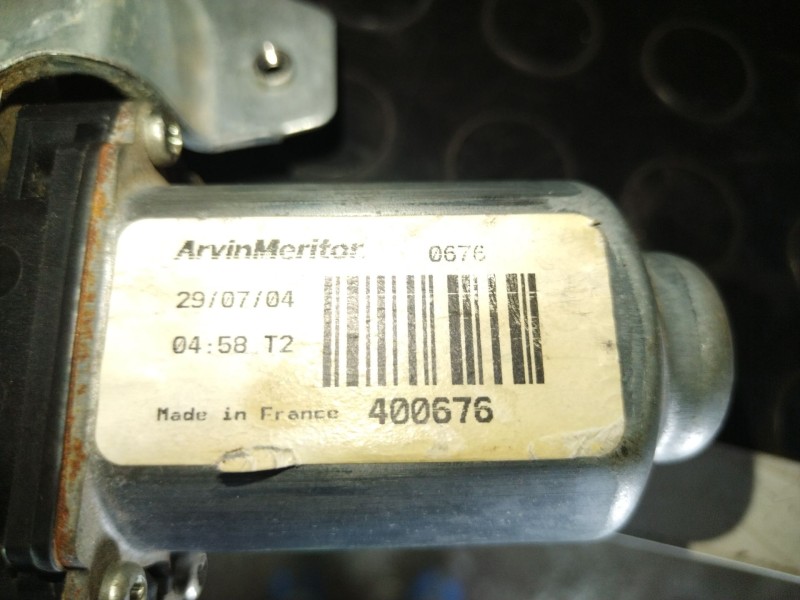 ArvinMeritor 0676
29/07/04
04:58 T2
Made in France 400676